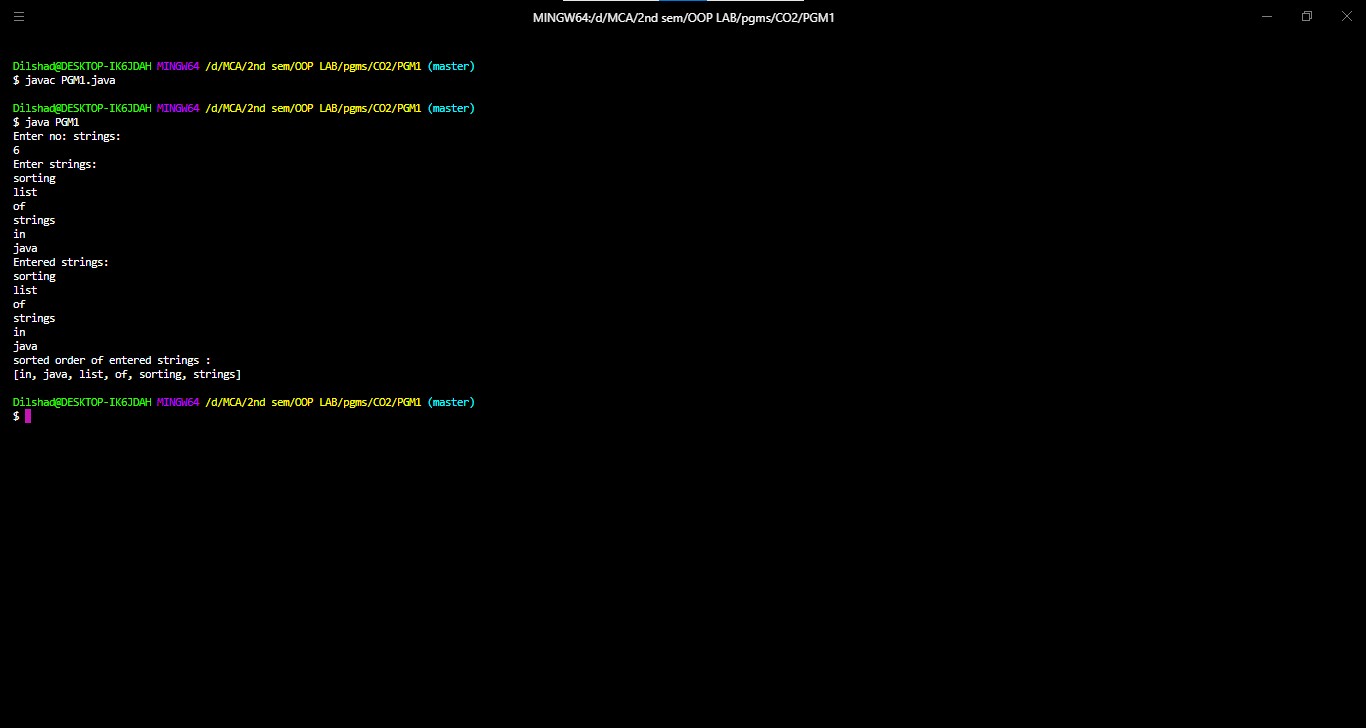 MINGW64:/d/MCA/2nd sem/OOP LAB/pgms/CO2/PGM1
Dilshad@DESKTOP-IK6JDAH MINGW64 /d/MCA/2nd sem/OOP LAB/pgms/CO2/PGM1 (master)
$ javac PGM1.java
Dilshad@DESKTOP-IK6JDAH MINGW64 /d/MCA/2nd sem/OOP LAB/pgms/CO2/PGM1 (master)
$ java PGM1
Enter no: strings:
6
Enter strings:
sorting
list
of
strings
in
java
Entered strings:
sorting
list
of
strings
in
java
sorted order of entered strings :
[in, java, list, of, sorting, strings]
Dilshad@DESKTOP-IK6JDAH MINGW64 /d/MCA/2nd sem/OOP LAB/pgms/CO2/PGM1 (master)
$